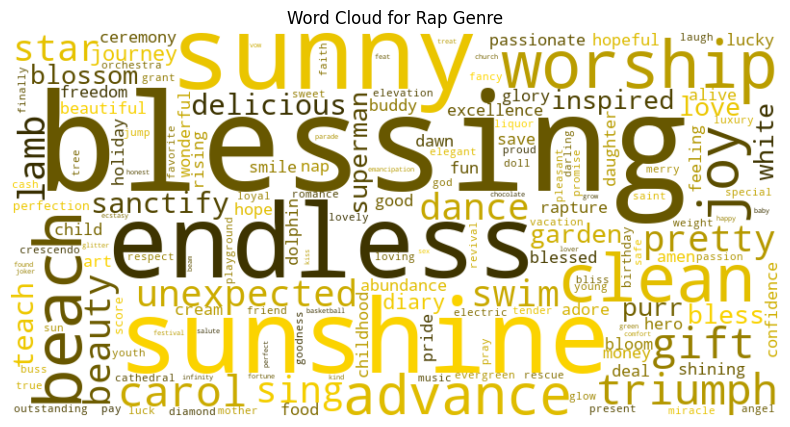 Word Cloud for Rap Genre
star
ceremony
journey
orchestra
grant
blossom
freedom
beautiful
finally
sunny
vow
treat
feat
church
laugh
passionate
hopeful
lucky
worship
fancy
elevation
faith
sweet
delicious
buddy
glory
excellence
inspired
alive
love
luxury
blessing
lamb
tree
honest
holiday
jump
favorite
wonderful
rising
superman
parade
elegant
liquor
dawn
save
proud
doll
pleasant
darling
promise
daughter
feeling
joy
white
smile
nap
fun
emancipation
god
merry
saint
special
cash
perfection
sanctify
hope
loyal
romance
chocolate
grow
weight
happy
baby
good
dance
rapture
child
ecstasy
lovely
dolphin
vacation
garden
pretty
crescendo
respect
glitter
playground
endless
loving
kiss
sex
revival
lover
blessed
birthday
safe
amen
passion
found
joker
art
beach
beauty
bean
unexpected
abundance
diary
swim
bliss
young
clean
green
comfort
purr
bless
confidence
sun
teach
score
cream
friend
goodness
basketball
childhood
pride
electric
tender
adore
hero
bloom
money
gift
youth
festival
salute
sunshine
perfect
pray
buss
true
cathedral
infinity
fortune
kind
music
evergreen
rescue
deal
shining
carol
sing
advance
glow
triumph
outstanding
pay
luck
diamond
mother
food
present
miracle
angel